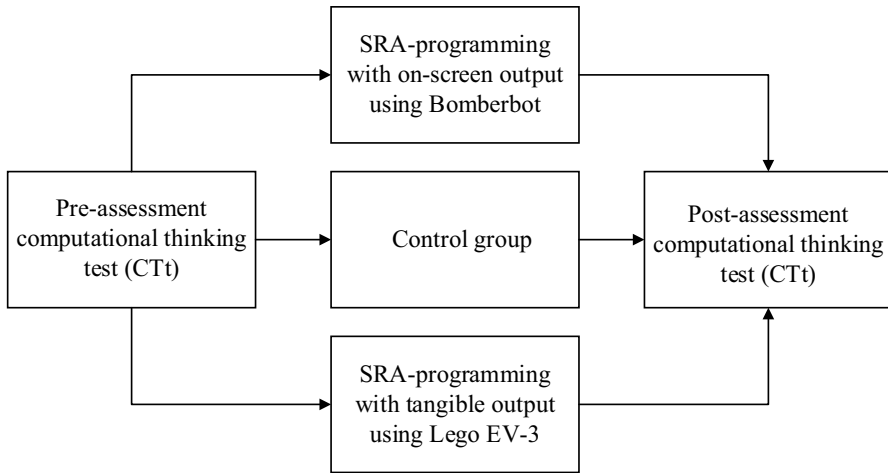 SRA-programming
with on-screen output
using Bomberbot
Pre-assessment
computational thinking
test (CTt)
Control group
Post-assessment
computational thinking
test (CTt)
SRA-programming
with tangible output
using Lego EV-3